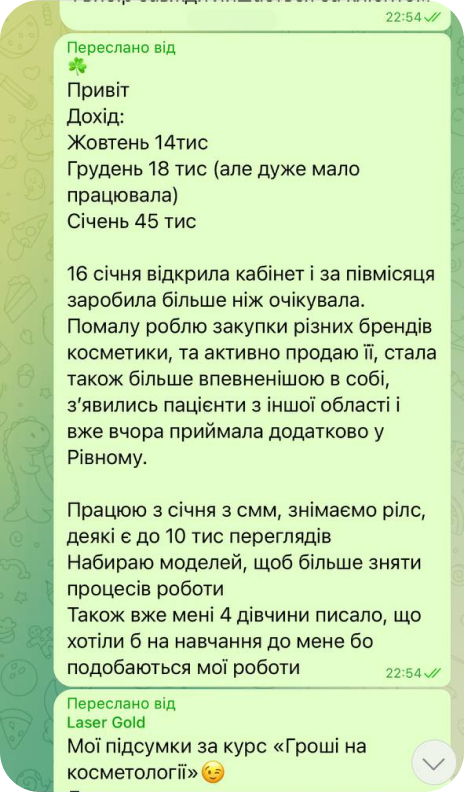 22:54
Переслано від
☘️
Привіт
Дохід:
Жовтень 14тис
Грудень 18 тис (але дуже мало
працювала)
Січень 45 тис
16 січня відкрила кабінет і за півмісяця
заробила більше ніж очікувала.
Помалу роблю закупки різних брендів
косметики, та активно продаю її, стала
також більше впевненішою в собі,
зʼявились пацієнти з іншої області і
вже вчора приймала додатково у
Рівному.
Працюю з січня з смм, знімаємо рілс,
деякі є до 10 тис переглядів
Набираю моделей, щоб більше зняти
процесів роботи
Також вже мені 4 дівчини писало, що
хотіли б на навчання до мене бо
подобаються мої роботи
22:54
Переслано від
Laser Gold
Мої підсумки за курс «Гроші на
косметології»😉